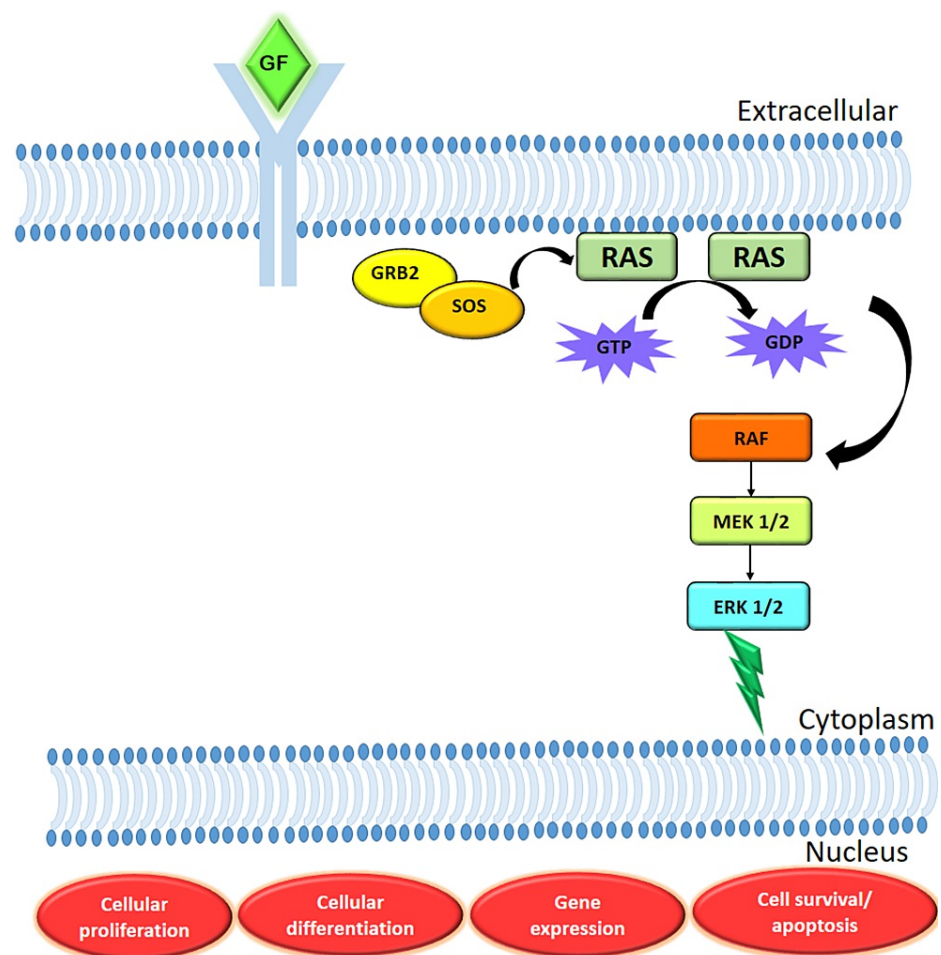 GF
Extracellular
GRB2
SOS
RAS
RAS
GTP
GDP
RAF
MEK 1/2
ERK 1/2
Cytoplasm
Nucleus
Cellular
proliferation
Cellular
differentiation
Gene
expression
Cell survival/
apoptosis